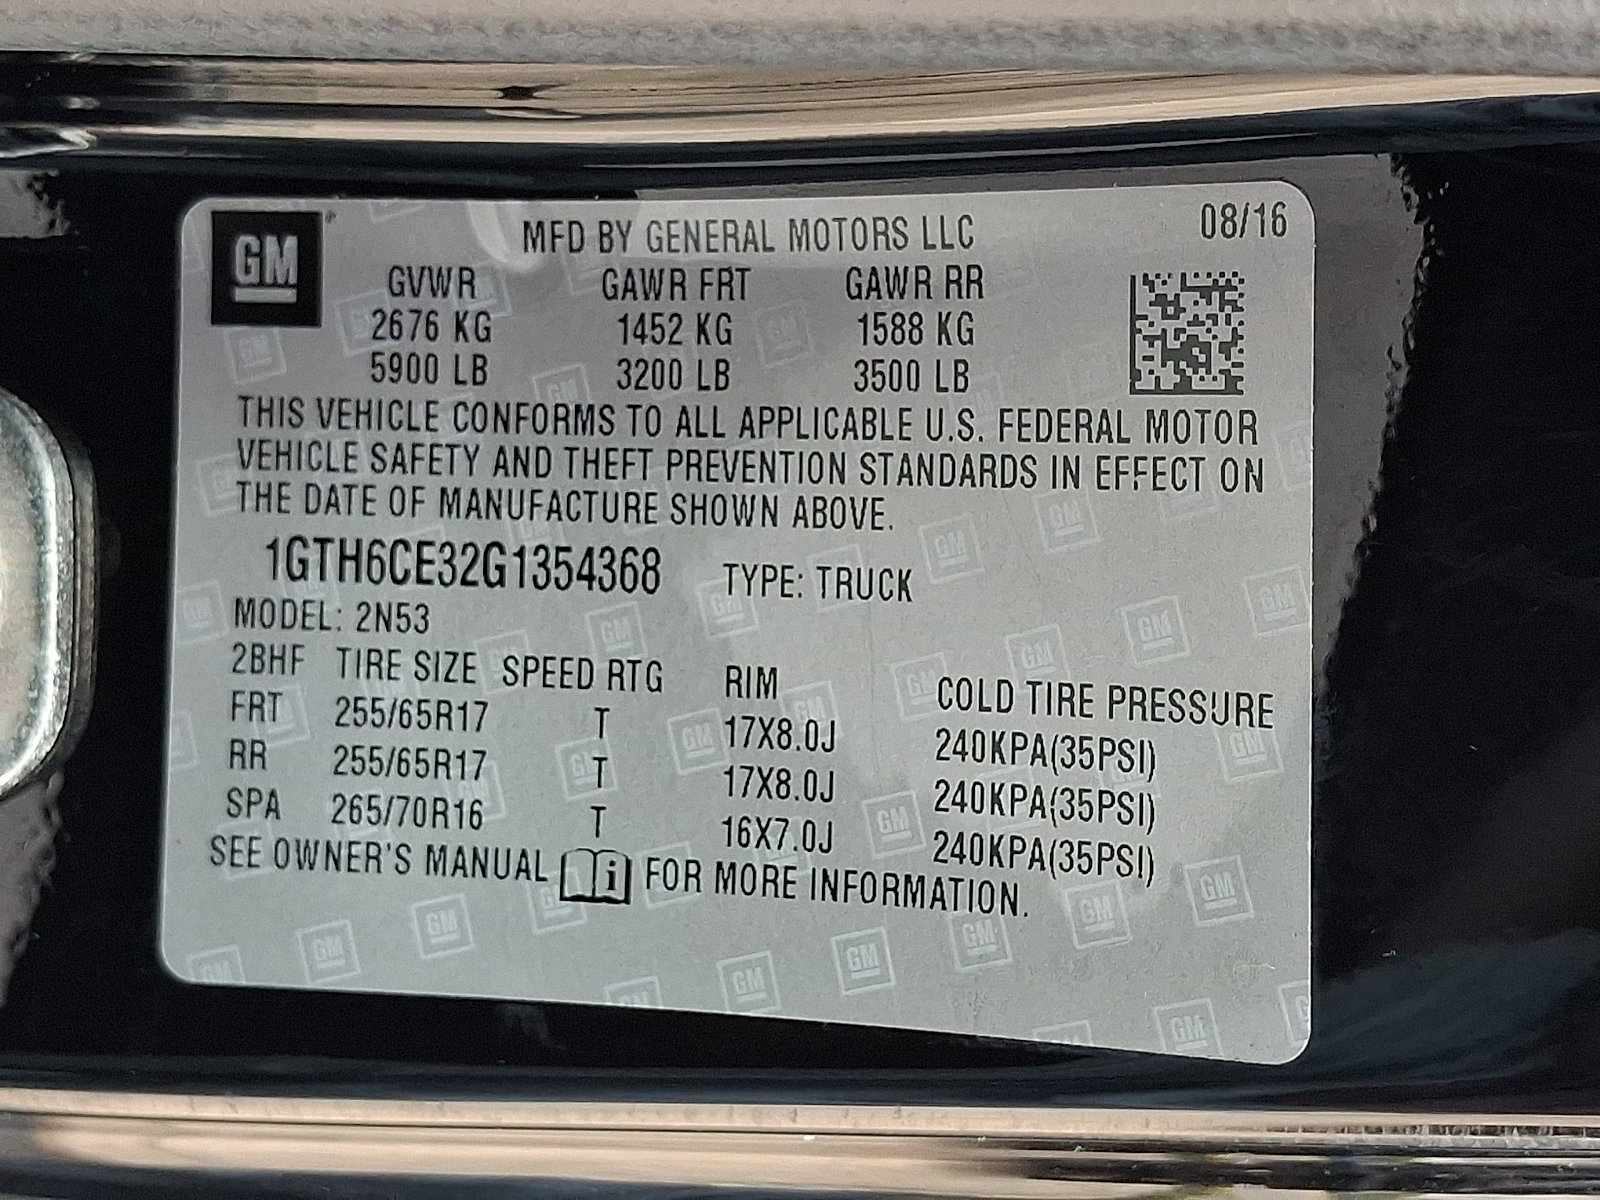 GM
MFD BY GENERAL MOTORS LLC 08/16
GVWR GAWR FRT GAWR RR
2676 KG 1452 KG 1588 KG
5900 LB 3200 LB 3500 LB
THIS VEHICLE CONFORMS TO ALL APPLICABLE U.S. FEDERAL MOTOR
VEHICLE SAFETY AND THEFT PREVENTION STANDARDS IN EFFECT ON
THE DATE OF MANUFACTURE SHOWN ABOVE.
1GTH6CE32G1354368 TYPE: TRUCK
MODEL: 2N53
2BHF TIRE SIZE SPEED RTG RIM COLD TIRE PRESSURE
FRT 255/65R17 T 17X8.0J 240KPA(35PSI)
RR 255/65R17 T 17X8.0J 240KPA(35PSI)
SPA 265/70R16 T 16X7.0J 240KPA(35PSI)
SEE OWNER'S MANUAL i FOR MORE INFORMATION.